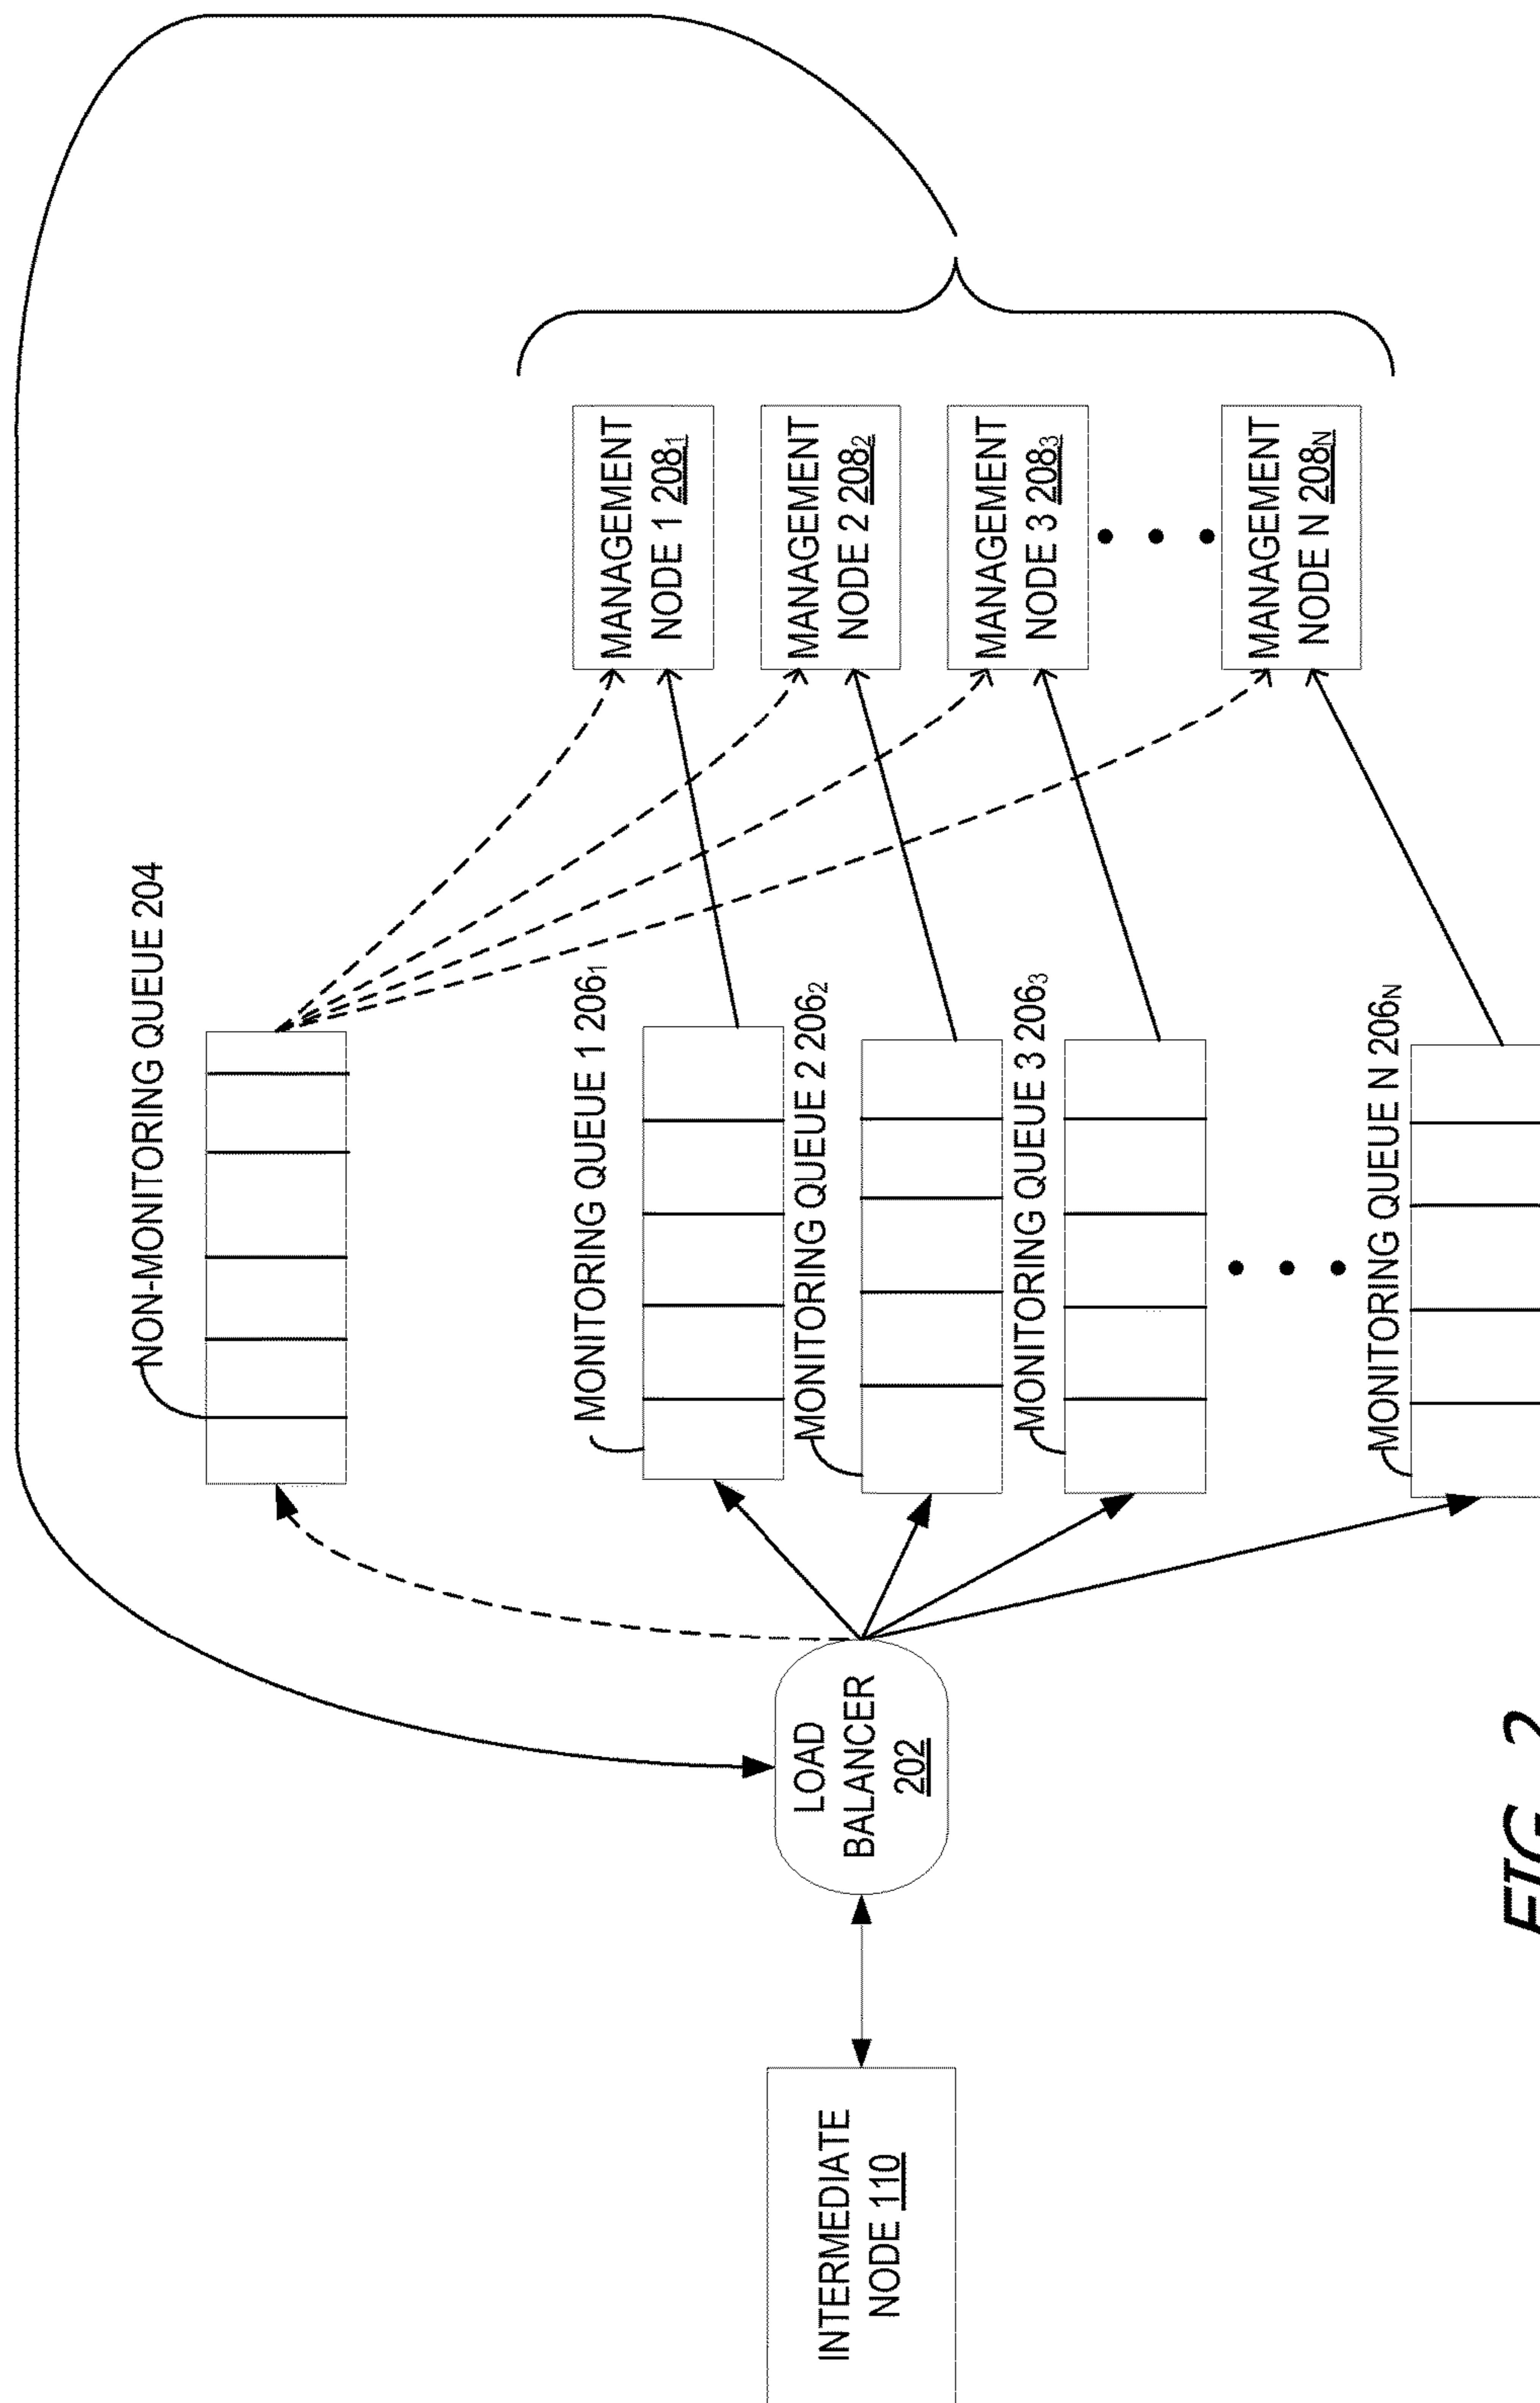 NON-MONITORING QUEUE 204
MONITORING QUEUE 1 206₁
MONITORING QUEUE 2 206₂
MONITORING QUEUE 3 206₃
MONITORING QUEUE N 206N
MANAGEMENT
NODE 1 208₁
MANAGEMENT
NODE 2 208₂
MANAGEMENT
NODE 3 208₃
MANAGEMENT
NODE N 208N
LOAD
BALANCER
202
INTERMEDIATE
NODE 110
FIG. 2